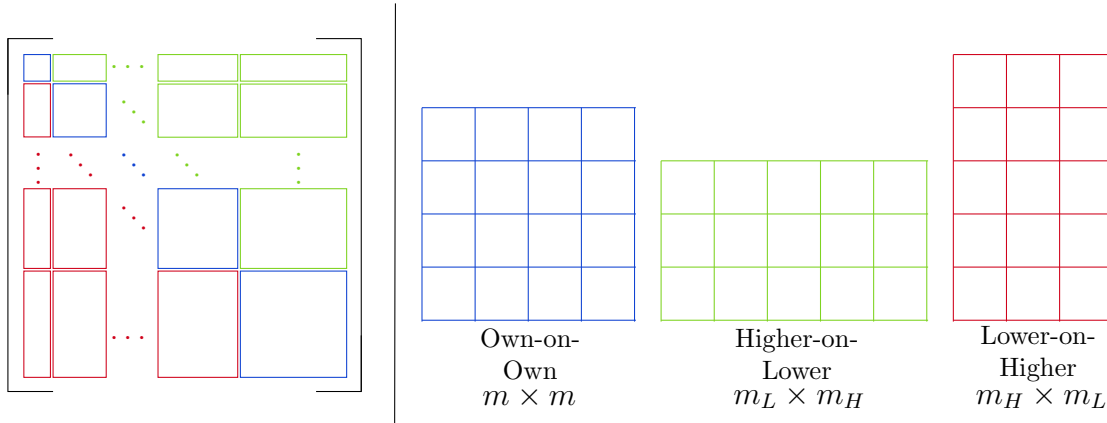 Own-on-
Own
m × m
Higher-on-
Lower
m_L × m_H
Lower-on-
Higher
m_H × m_L